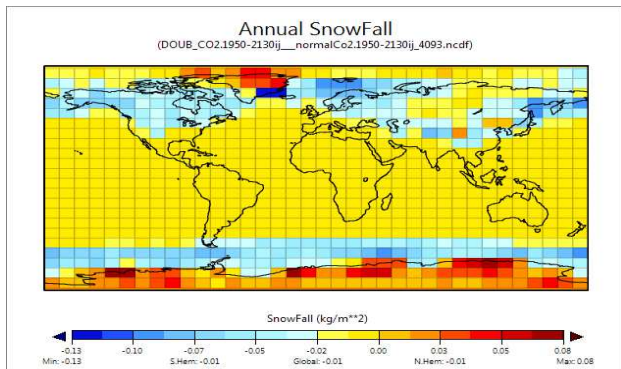 Annual SnowFall
(DOUB_CO2.1950-2130ij__normalCo2.1950-2130ij_4093.ncdf)
SnowFall (kg/m**2)
-0.13 -0.10 -0.07 -0.05 -0.02 0.00 0.03 0.05 0.08
Min: -0.13 S.Hem: -0.01 Global: -0.01 N.Hem: -0.01 Max: 0.08